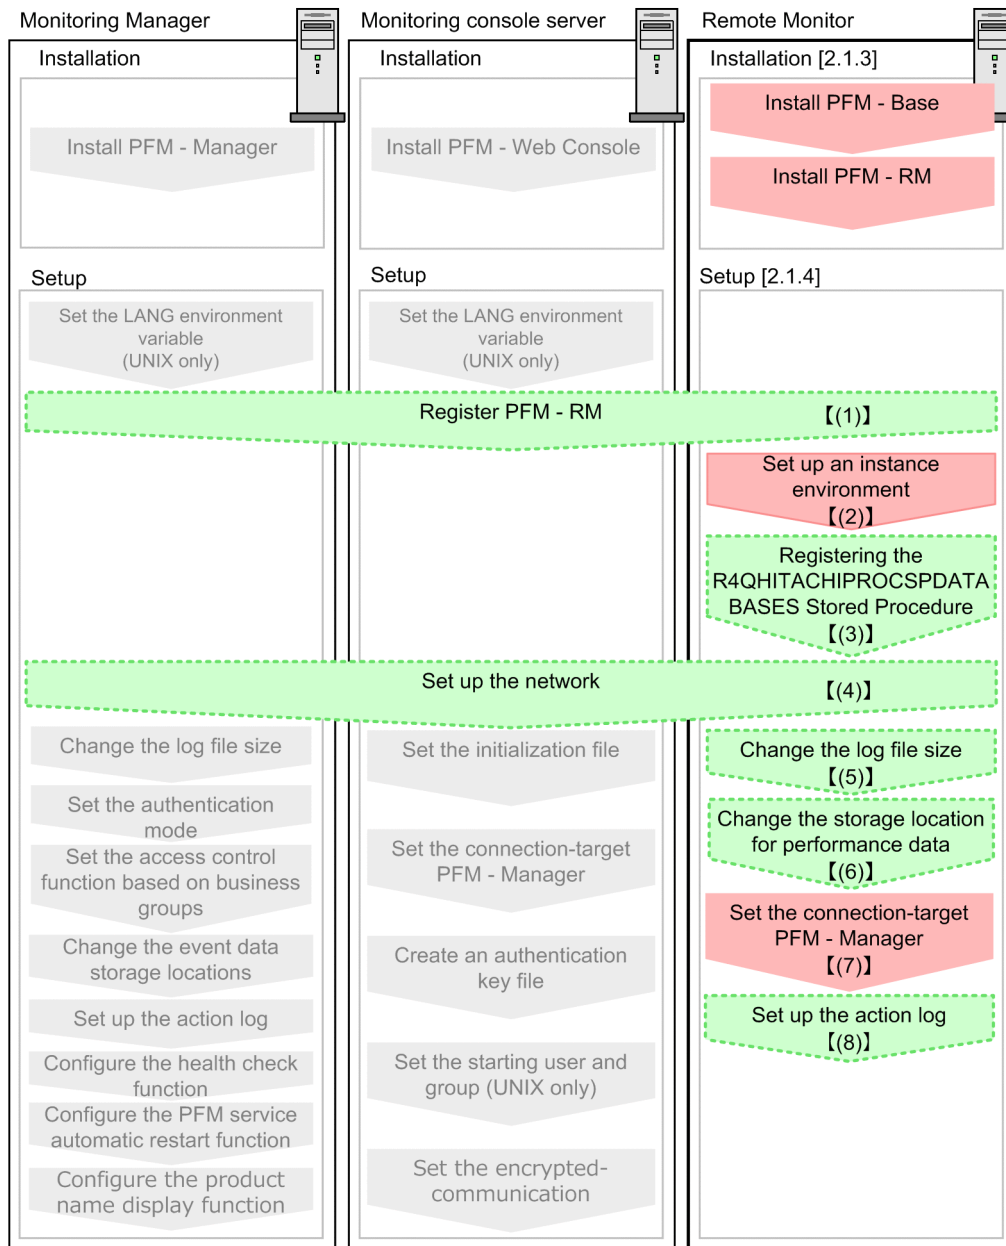 Monitoring Manager
Installation
Install PFM - Manager
Setup
Set the LANG environment
variable
(UNIX only)
Monitoring console server
Installation
Install PFM - Web Console
Setup
Set the LANG environment
variable
(UNIX only)
Remote Monitor
Installation [2.1.3]
Install PFM - Base
Install PFM - RM
Setup [2.1.4]
Register PFM - RM 【(1)】
Set up an instance
environment
【(2)】
Registering the
R4QHITACHIPROCSPDATA
BASES Stored Procedure
【(3)】
Set up the network 【(4)】
Change the log file size
Set the authentication
mode
Set the access control
function based on business
groups
Change the event data
storage locations
Set up the action log
Configure the health check
function
Configure the PFM service
automatic restart function
Configure the product
name display function
Set the initialization file
Set the connection-target
PFM - Manager
Create an authentication
key file
Set the starting user and
group (UNIX only)
Set the encrypted-
communication
Change the log file size
【(5)】
Change the storage location
for performance data
【(6)】
Set the connection-target
PFM - Manager
【(7)】
Set up the action log
【(8)】